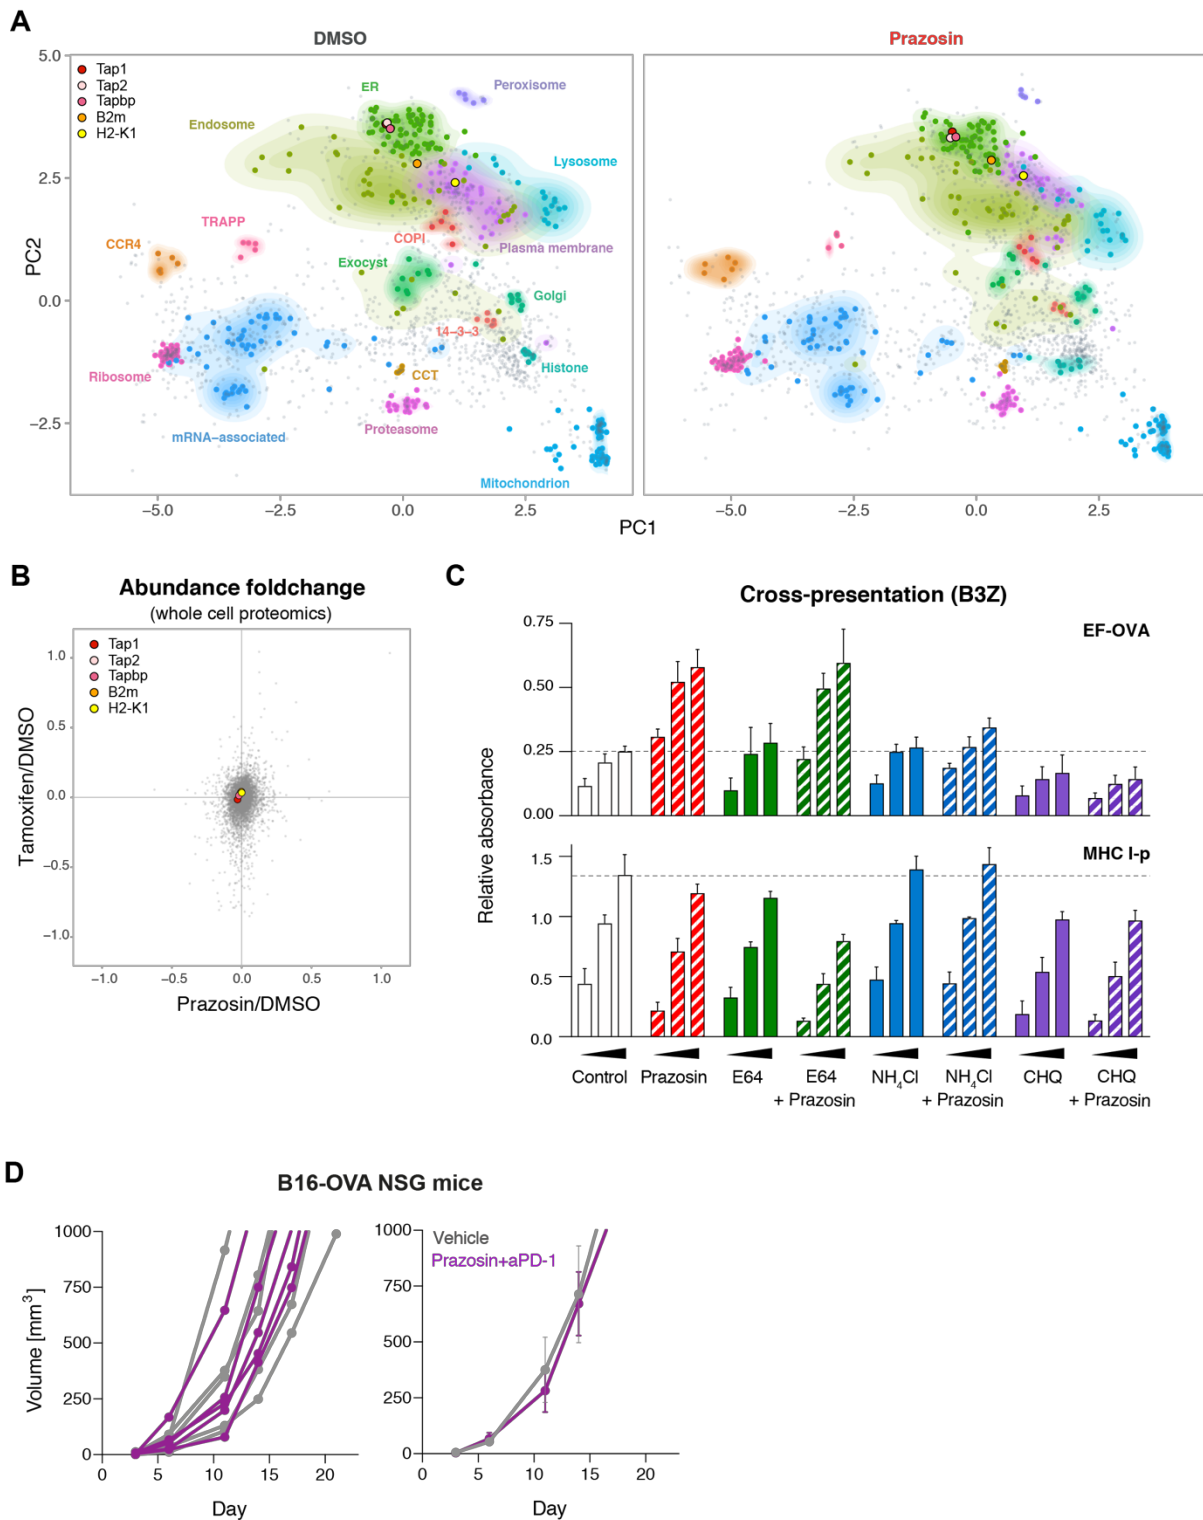 A
DMSO
Prazosin
5.0
2.5
0.0
−2.5
PC2
Tap1
Tap2
Tapbp
B2m
H2-K1
ER
Peroxisome
Endosome
Lysosome
TRAPP
CCR4
COPI
Plasma membrane
Exocyst
Golgi
14−3−3
Ribosome
CCT
Histone
mRNA−associated
Proteasome
Mitochondrion
−5.0
−2.5
0.0
2.5
−5.0
−2.5
0.0
2.5
PC1
B
Abundance foldchange
(whole cell proteomics)
Tap1
Tap2
Tapbp
B2m
H2-K1
1.0
0.5
0.0
−0.5
−1.0
Tamoxifen/DMSO
−1.0
−0.5
0.0
0.5
1.0
Prazosin/DMSO
C
Cross-presentation (B3Z)
EF-OVA
0.75
0.50
0.25
0.00
MHC I-p
1.5
1.0
0.5
0.0
Relative absorbance
Control
Prazosin
E64
E64
+ Prazosin
NH4Cl
NH4Cl
+ Prazosin
CHQ
CHQ
+ Prazosin
D
B16-OVA NSG mice
1000
750
500
250
0
Volume [mm3]
0
5
10
15
20
Day
Vehicle
Prazosin+aPD-1
1000
750
500
250
0
0
5
10
15
20
Day